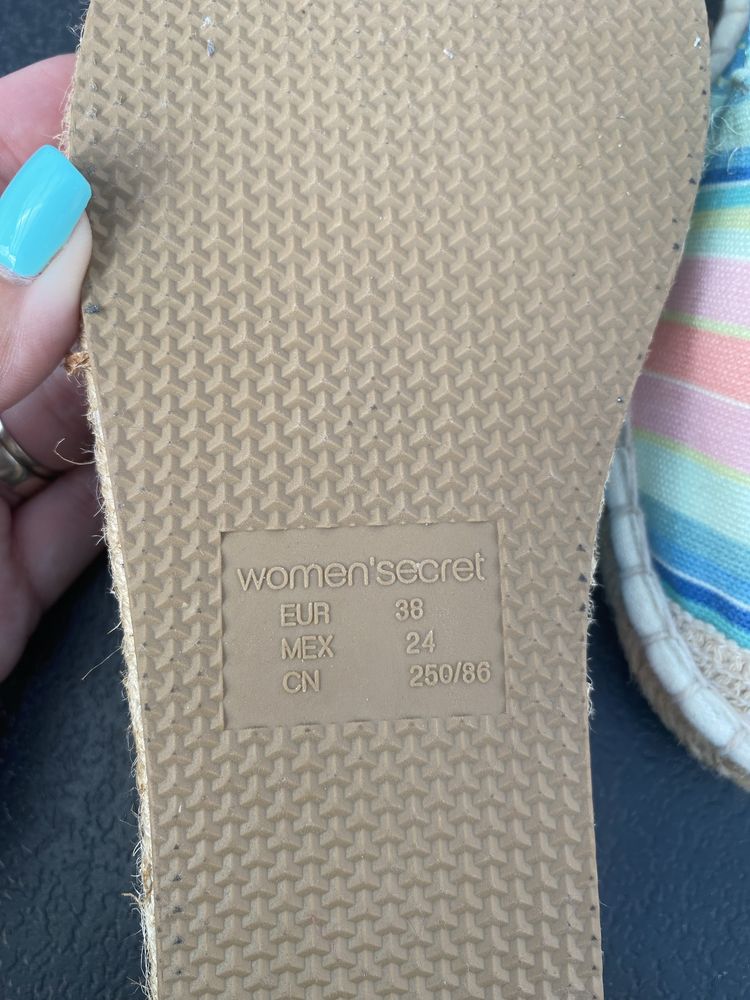 women'secret
EUR 38
MEX 24
CN 250/86